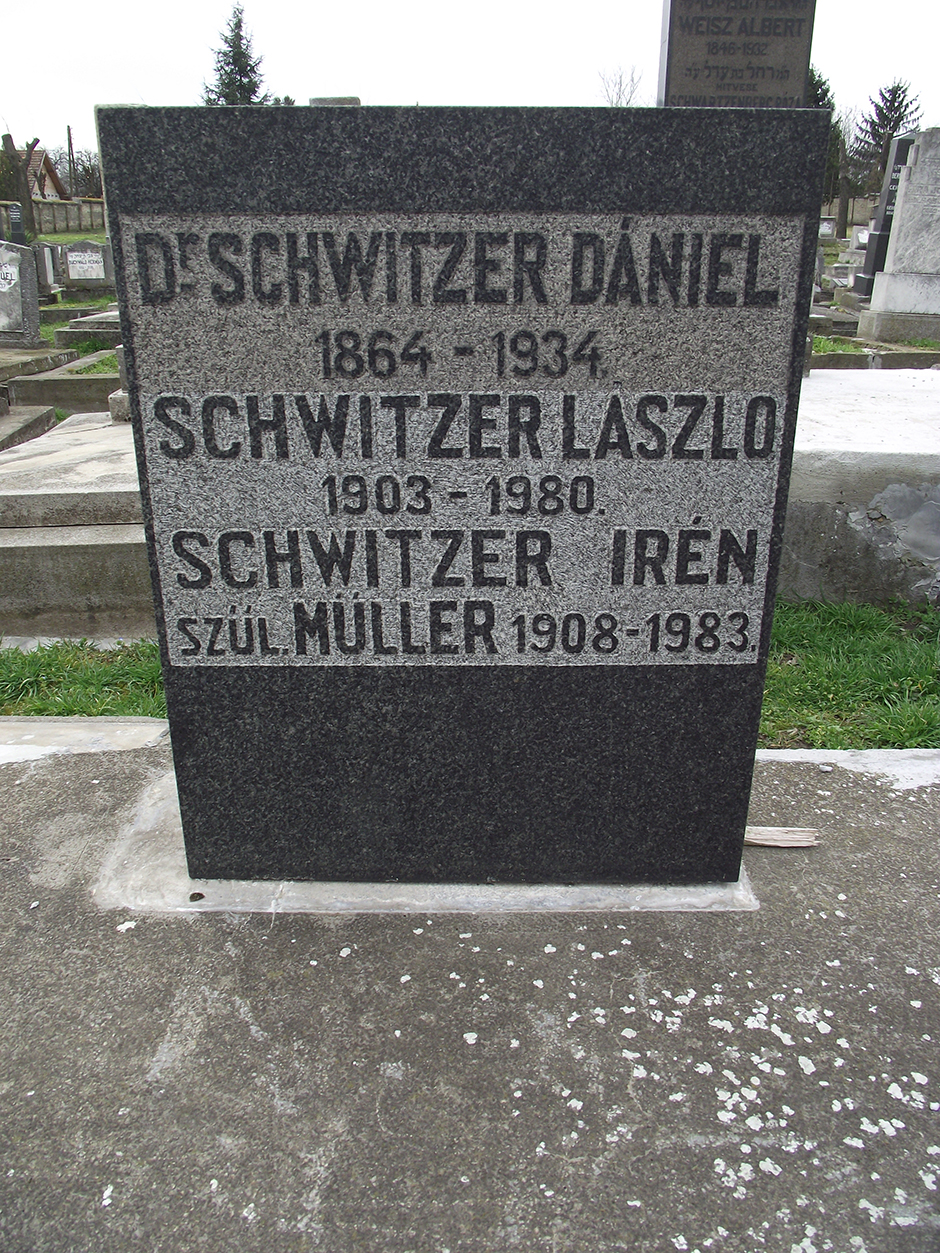 WEISZ ALBERT
1846-1932
HITVESE
Dr. SCHWITZER DÁNIEL
1864 - 1934.
SCHWITZER LÁSZLO
1903 - 1980.
SCHWITZER IRÉN
SZÜL. MÜLLER 1908-1983.